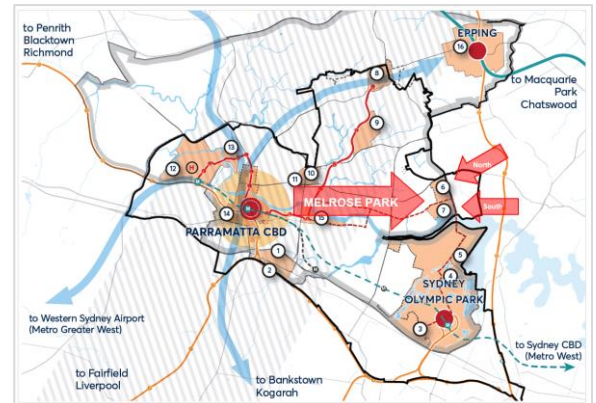 to Penrith
Blacktown
Richmond
EPPING
16
8
to Macquarie
Park
Chatswood
9
13
12
H
10
11
North
6
MELROSE PARK
7
South
15
14
PARRAMATTA CBD
1
2
5
4
SYDNEY
OLYMPIC PARK
3
to Western Sydney Airport
(Metro Greater West)
to Sydney CBD
(Metro West)
to Fairfield
Liverpool
to Bankstown
Kogarah